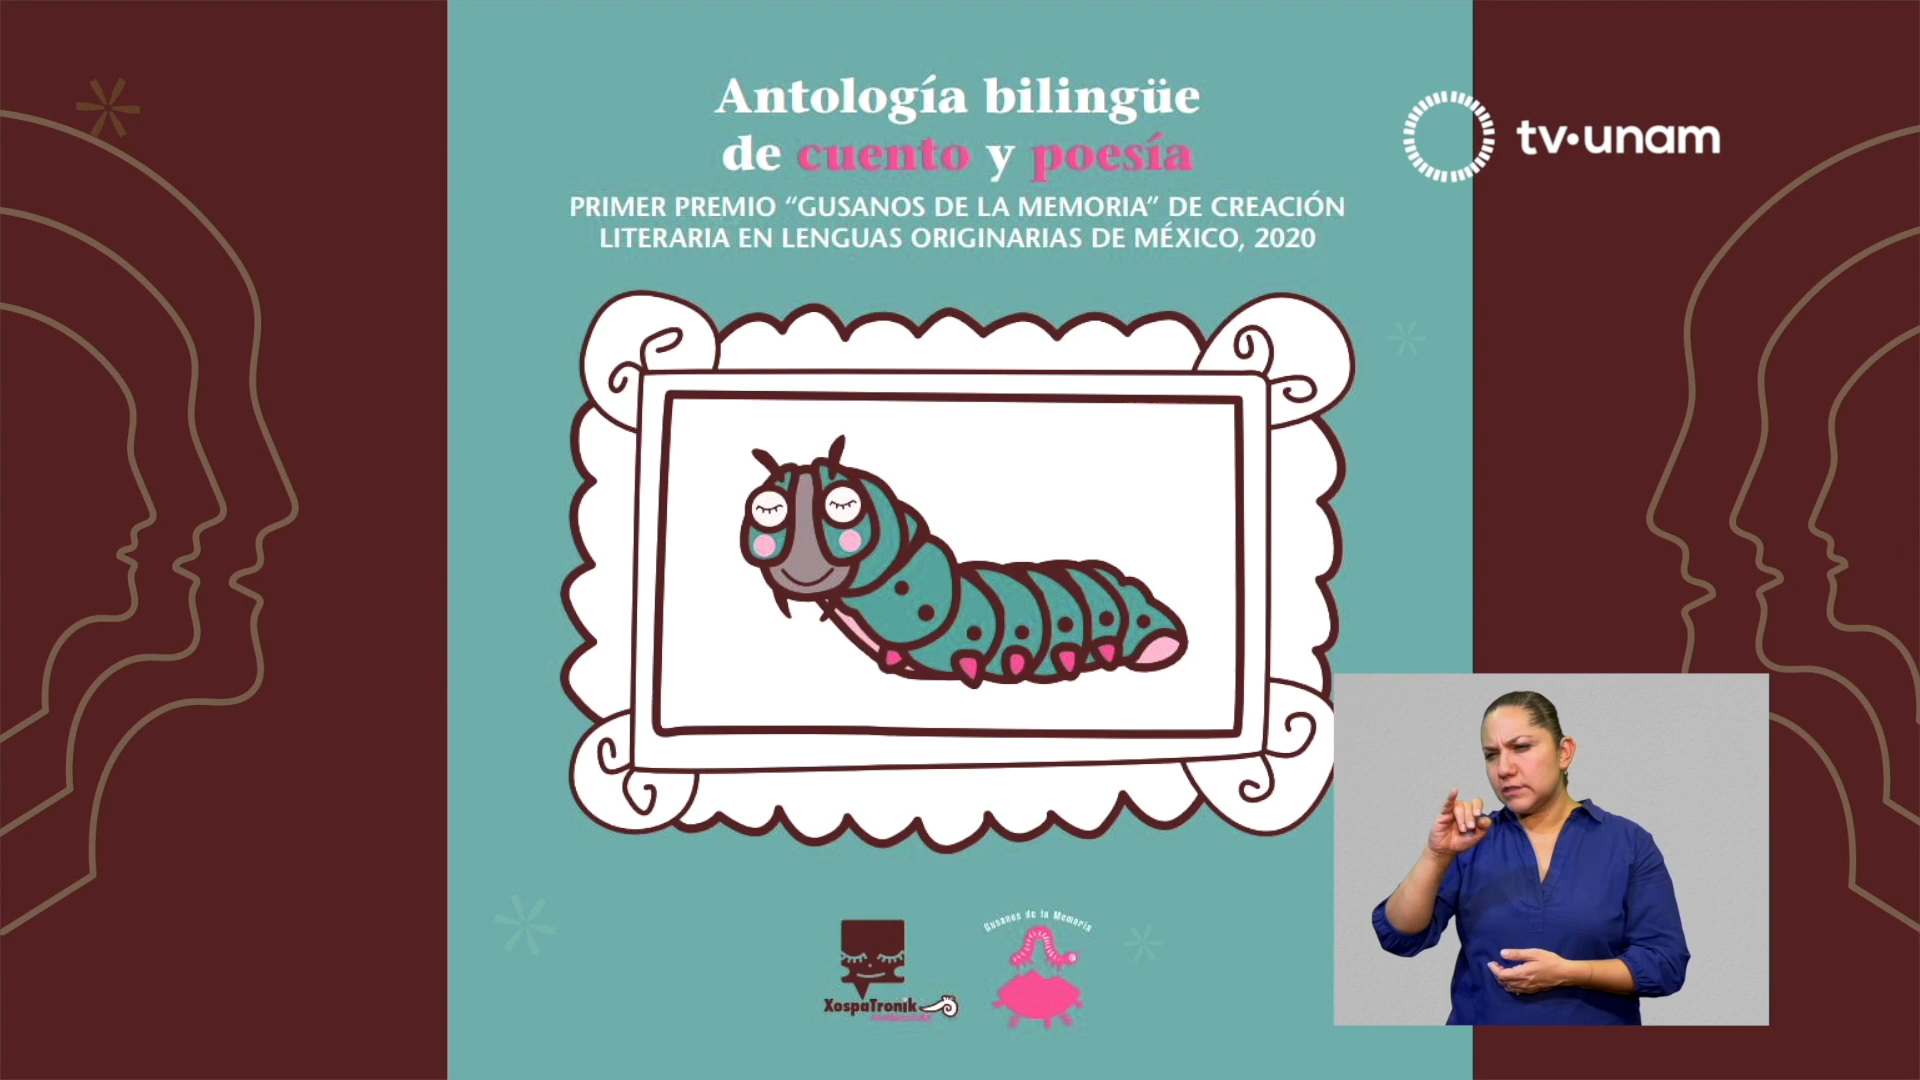 Antología bilingüe
de cuento y poesía
PRIMER PREMIO “GUSANOS DE LA MEMORIA” DE CREACIÓN
LITERARIA EN LENGUAS ORIGINARIAS DE MÉXICO, 2020
tv·unam
Gusanos de la Memoria
XospaTronik